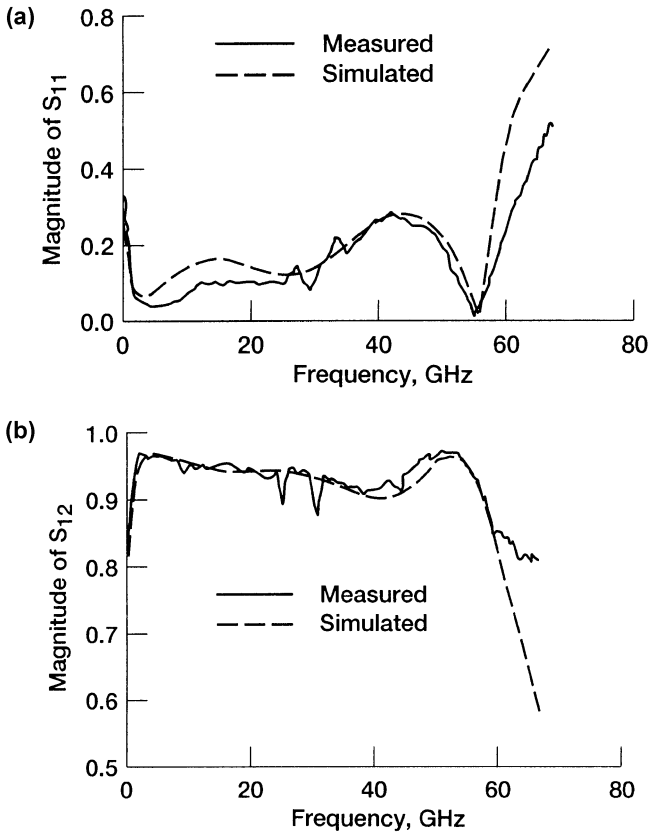 (a)
0.8
0.6
0.4
0.2
0.0
Magnitude of S11
Measured
Simulated
0 20 40 60 80
Frequency, GHz
(b)
1.0
0.9
0.8
0.7
0.6
0.5
Magnitude of S12
Measured
Simulated
0 20 40 60 80
Frequency, GHz